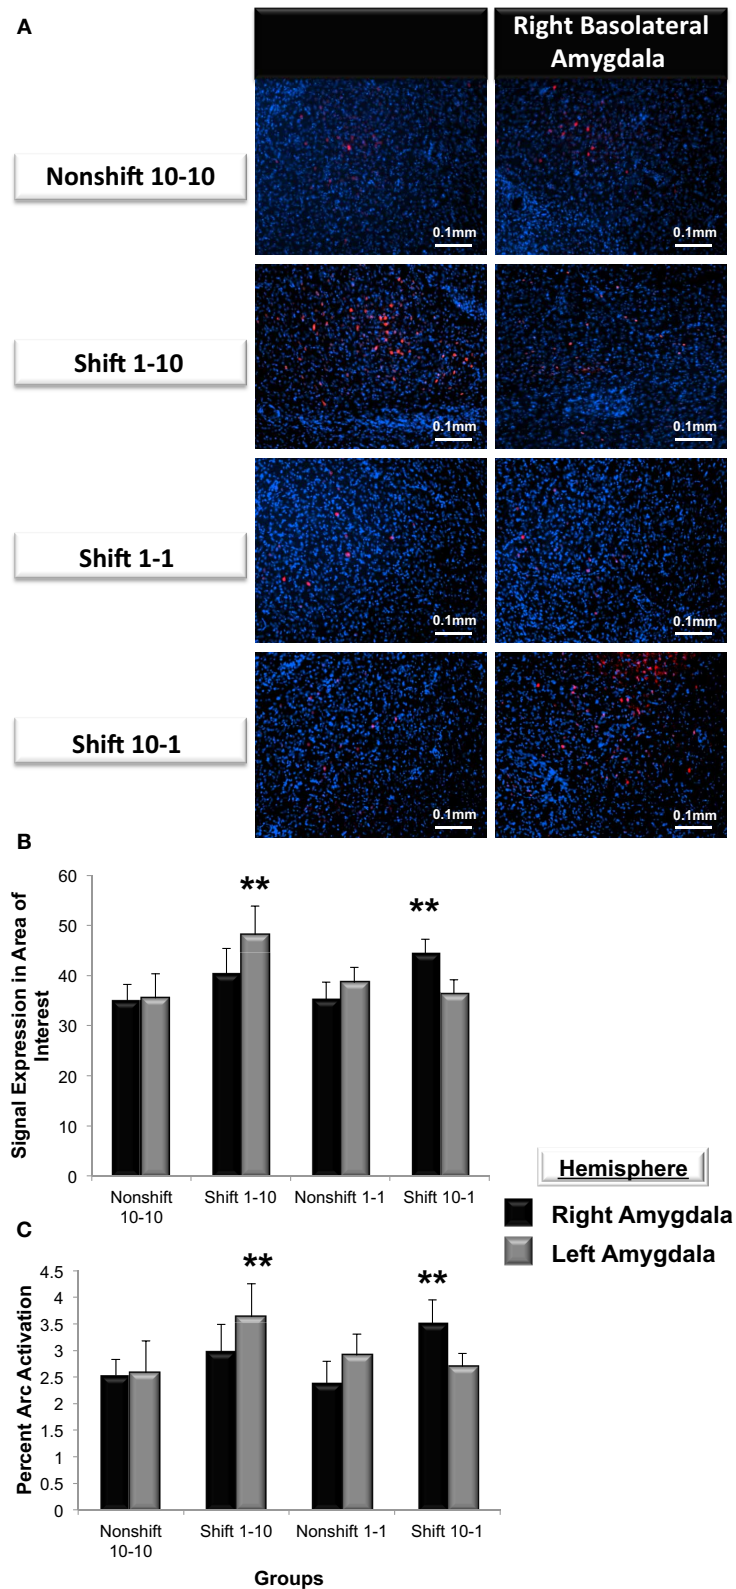 A
Right Basolateral
Amygdala
Nonshift 10-10
0.1mm
0.1mm
Shift 1-10
0.1mm
0.1mm
Shift 1-1
0.1mm
0.1mm
Shift 10-1
0.1mm
0.1mm
B
Signal Expression in Area of
Interest
60
50
40
30
20
10
0
**
**
Nonshift
10-10
Shift 1-10
Nonshift 1-1
Shift 10-1
Hemisphere
Right Amygdala
Left Amygdala
C
Percent Arc Activation
4.5
4
3.5
3
2.5
2
1.5
1
0.5
0
**
**
Nonshift
10-10
Shift 1-10
Nonshift 1-1
Shift 10-1
Groups